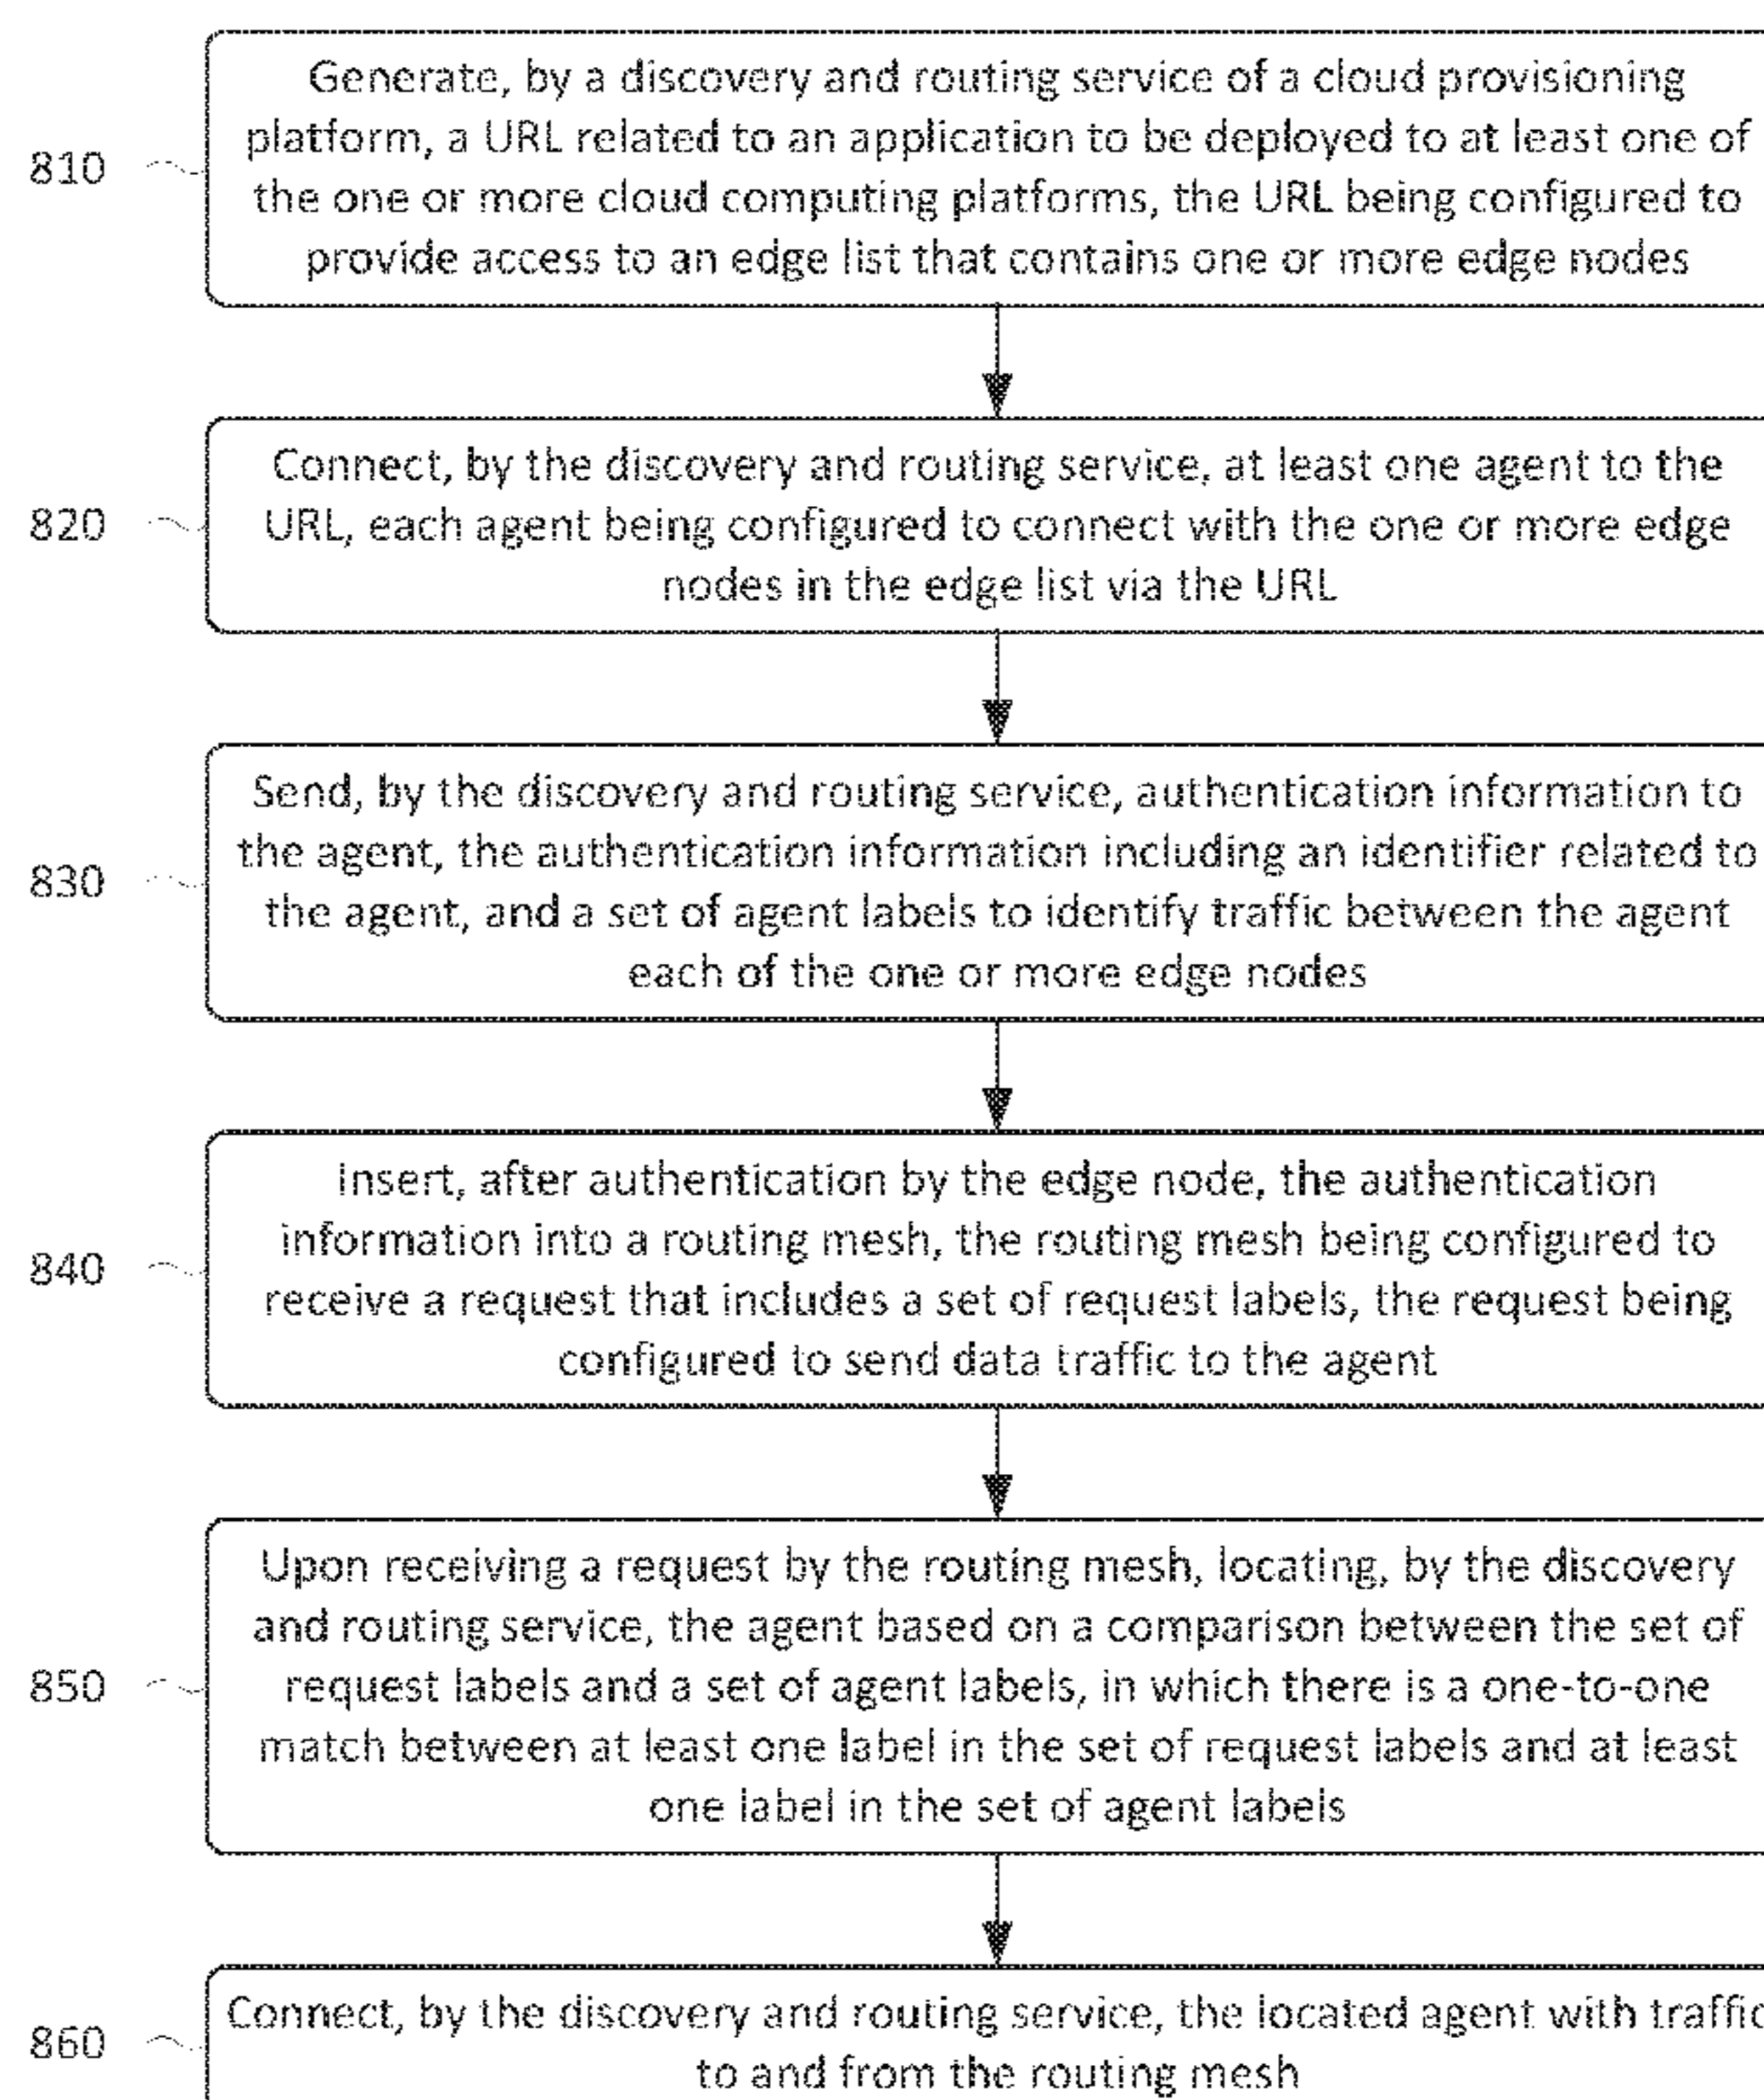 Generate, by a discovery and routing service of a cloud provisioning
platform, a URL related to an application to be deployed to at least one of
810
the one or more cloud computing platforms, the URL being configured to
provide access to an edge list that contains one or more edge nodes
Connect, by the discovery and routing service, at least one agent to the
820
URL, each agent being configured to connect with the one or more edge
nodes in the edge list via the URL
Send, by the discovery and routing service, authentication information to
the agent, the authentication information including an identifier related to
830
the agent, and a set of agent labels to identify traffic between the agent
each of the one or more edge nodes
Insert, after authentication by the edge node, the authentication
information into a routing mesh, the routing mesh being configured to
840
receive a request that includes a set of request labels, the request being
configured to send data traffic to the agent
Upon receiving a request by the routing mesh, locating, by the discovery
and routing service, the agent based on a comparison between the set of
850
request labels and a set of agent labels, in which there is a one-to-one
match between at least one label in the set of request labels and at least
one label in the set of agent labels
Connect, by the discovery and routing service, the located agent with traffic
860
to and from the routing mesh